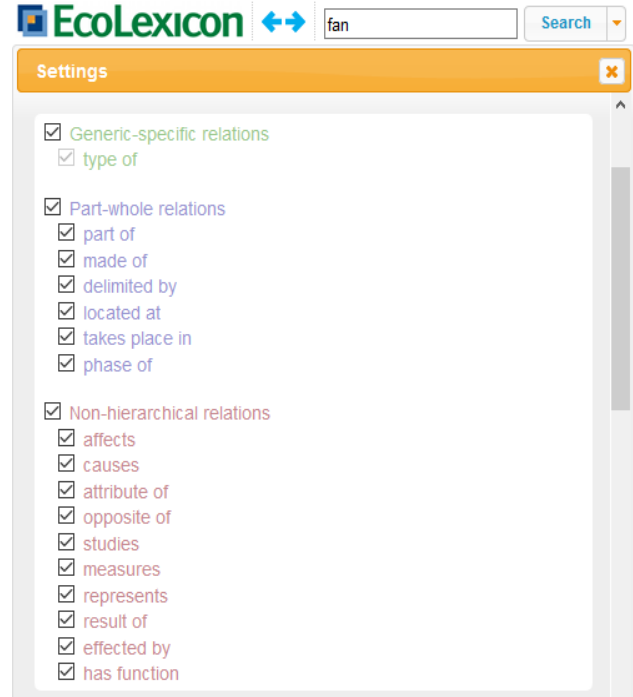 EcoLexicon fan Search
Settings
Generic-specific relations
type of
Part-whole relations
part of
made of
delimited by
located at
takes place in
phase of
Non-hierarchical relations
affects
causes
attribute of
opposite of
studies
measures
represents
result of
effected by
has function